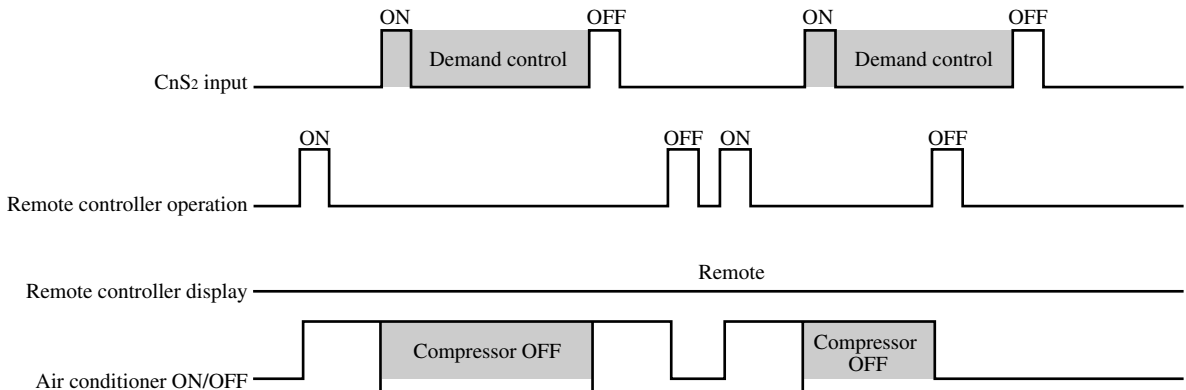 ON OFF ON OFF
Demand control Demand control
CnS2 input
ON OFF ON OFF
Remote controller operation
Remote
Remote controller display
Compressor OFF Compressor
OFF
Air conditioner ON/OFF